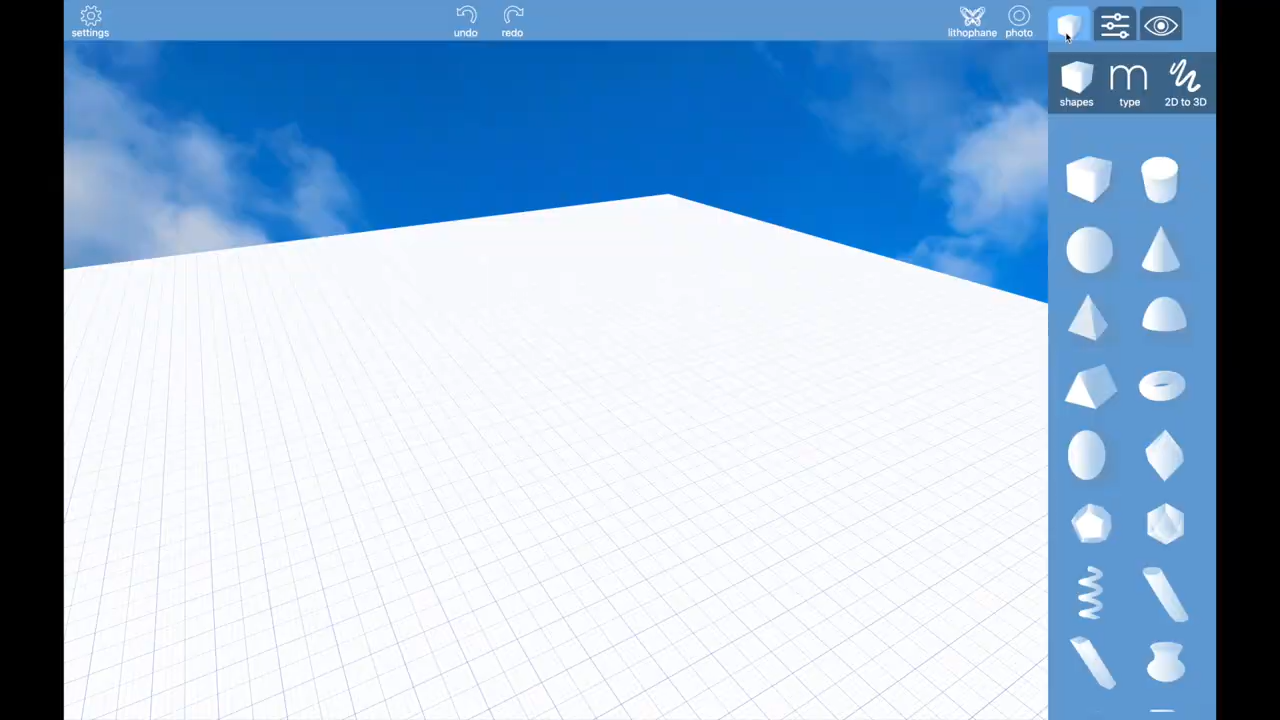 settings
undo
redo
lithophane
photo
shapes
type
2D to 3D